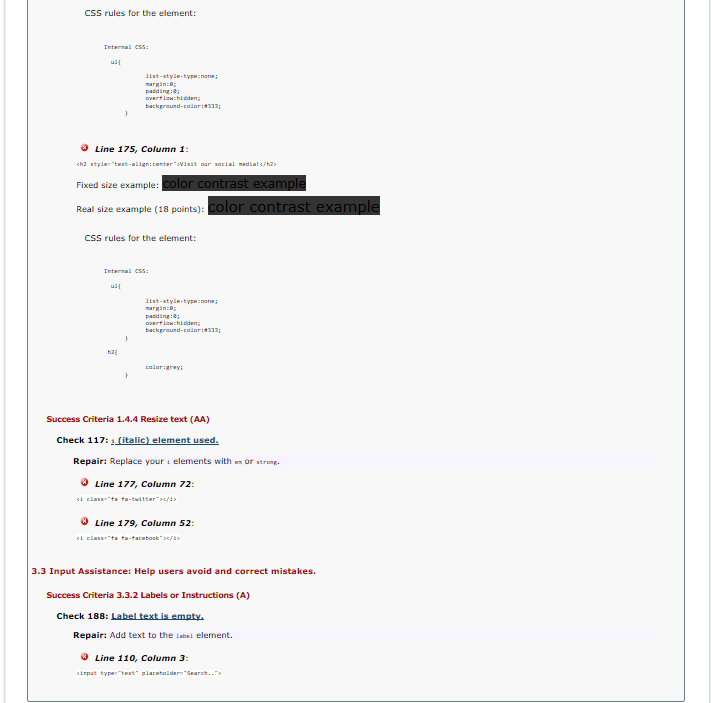 CSS rules for the element:
Internal CSS:
ul{
list-style-type:none;
margin:0;
padding:0;
overflow:hidden;
background-color:#333;
}
Line 175, Column 1:
<h2 style="text-align:center">Visit our social media!</h2>
Fixed size example: color contrast example
Real size example (18 points): color contrast example
CSS rules for the element:
Internal CSS:
ul{
list-style-type:none;
margin:0;
padding:0;
overflow:hidden;
background-color:#333;
}
h2{
color:grey;
}
Success Criteria 1.4.4 Resize text (AA)
Check 117: i (italic) element used.
Repair: Replace your i elements with em or strong.
Line 177, Column 72:
<i class="fa fa-twitter"></i>
Line 179, Column 52:
<i class="fa fa-facebook"></i>
3.3 Input Assistance: Help users avoid and correct mistakes.
Success Criteria 3.3.2 Labels or Instructions (A)
Check 188: Label text is empty.
Repair: Add text to the label element.
Line 110, Column 3:
<input type="text" placeholder="Search..">